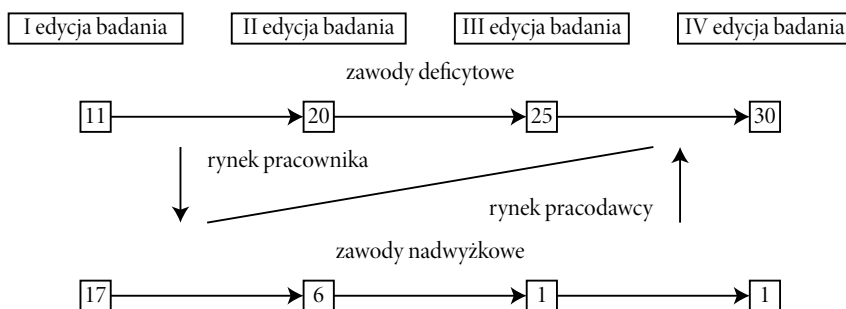 I edycja badania II edycja badania III edycja badania IV edycja badania
zawody deficytowe
11 20 25 30
rynek pracownika
rynek pracodawcy
zawody nadwyżkowe
17 6 1 1